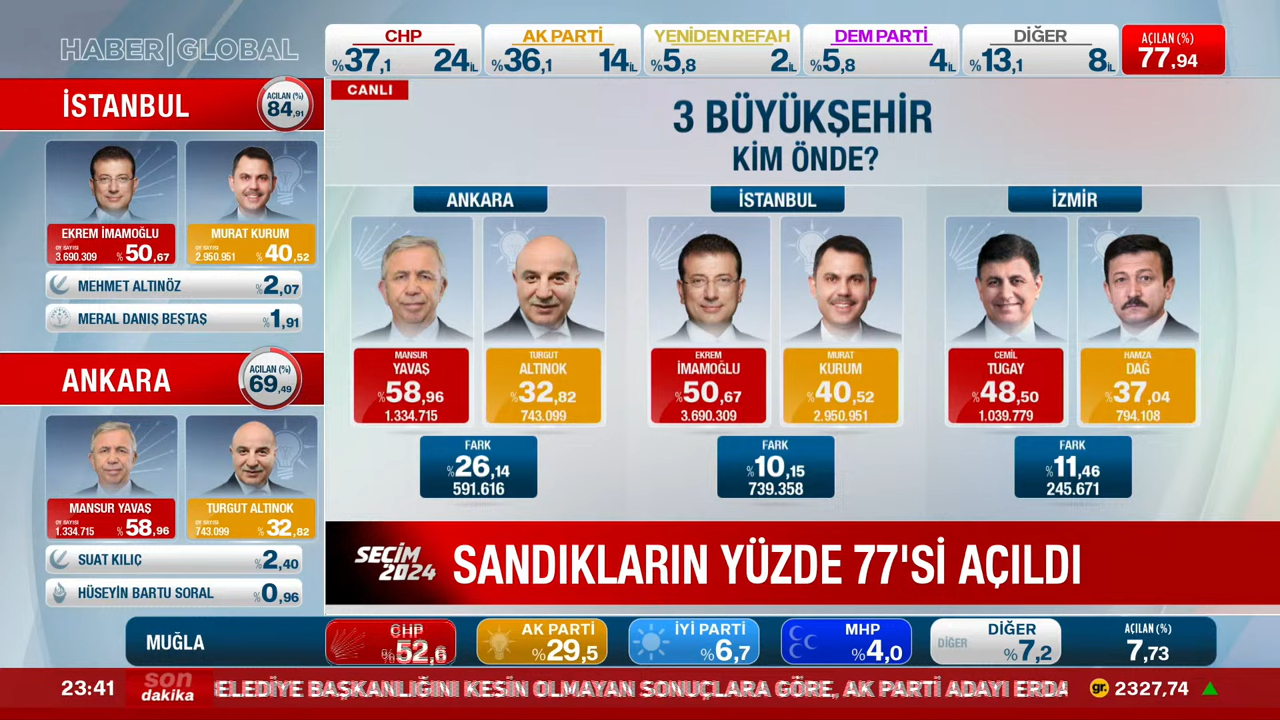 HABER|GLOBAL
CHP
%37,1 24İL
AK PARTİ
%36,1 14İL
YENİDEN REFAH
%5,8 2İL
DEM PARTİ
%5,8 4İL
DİĞER
%13,1 8İL
AÇILAN (%)
77,94
CANLI
İSTANBUL
AÇILAN (%)
84,91
EKREM İMAMOĞLU
OY SAYISI
3.690.309 %50,67
MURAT KURUM
OY SAYISI
2.950.951 %40,52
MEHMET ALTINÖZ %2,07
MERAL DANIŞ BEŞTAŞ %1,91
ANKARA
AÇILAN (%)
69,49
MANSUR YAVAŞ
OY SAYISI
1.334.715 %58,96
TURGUT ALTINOK
OY SAYISI
743.099 %32,82
SUAT KILIÇ %2,40
HÜSEYİN BARTU SORAL %0,96
3 BÜYÜKŞEHİR
KİM ÖNDE?
ANKARA
MANSUR
YAVAŞ
%58,96
1.334.715
TURGUT
ALTINOK
%32,82
743.099
FARK
%26,14
591.616
İSTANBUL
EKREM
İMAMOĞLU
%50,67
3.690.309
MURAT
KURUM
%40,52
2.950.951
FARK
%10,15
739.358
İZMİR
CEMİL
TUGAY
%48,50
1.039.779
HAMZA
DAĞ
%37,04
794.108
FARK
%11,46
245.671
SEÇİM
2024
SANDIKLARIN YÜZDE 77'Sİ AÇILDI
MUĞLA
CHP
%52,6
AK PARTİ
%29,5
İYİ PARTİ
%6,7
MHP
%4,0
DİĞER
DİĞER
%7,2
AÇILAN (%)
7,73
23:41
son
dakika
ELEDİYE BAŞKANLIĞINI KESİN OLMAYAN SONUÇLARA GÖRE, AK PARTİ ADAYI ERDA
gr. 2327,74